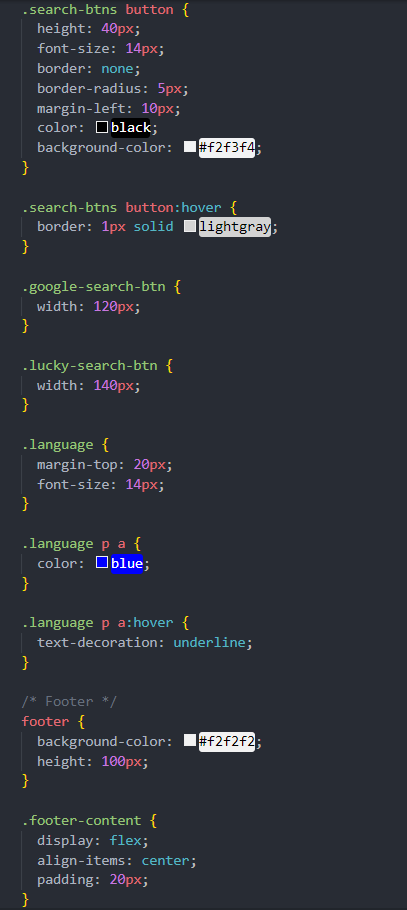 .search-btns button {
  height: 40px;
  font-size: 14px;
  border: none;
  border-radius: 5px;
  margin-left: 10px;
  color: black;
  background-color: #f2f3f4;
}

.search-btns button:hover {
  border: 1px solid lightgray;
}

.google-search-btn {
  width: 120px;
}

.lucky-search-btn {
  width: 140px;
}

.language {
  margin-top: 20px;
  font-size: 14px;
}

.language p a {
  color: blue;
}

.language p a:hover {
  text-decoration: underline;
}

/* Footer */
footer {
  background-color: #f2f2f2;
  height: 100px;
}

.footer-content {
  display: flex;
  align-items: center;
  padding: 20px;
}